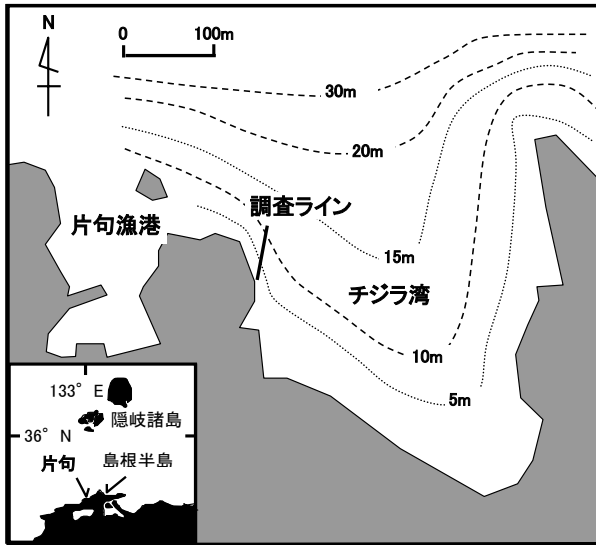 N
0 100m
30m
20m
調査ライン
片句漁港
15m
チジラ湾
10m
5m
133° E
隠岐諸島
36° N
片句 島根半島